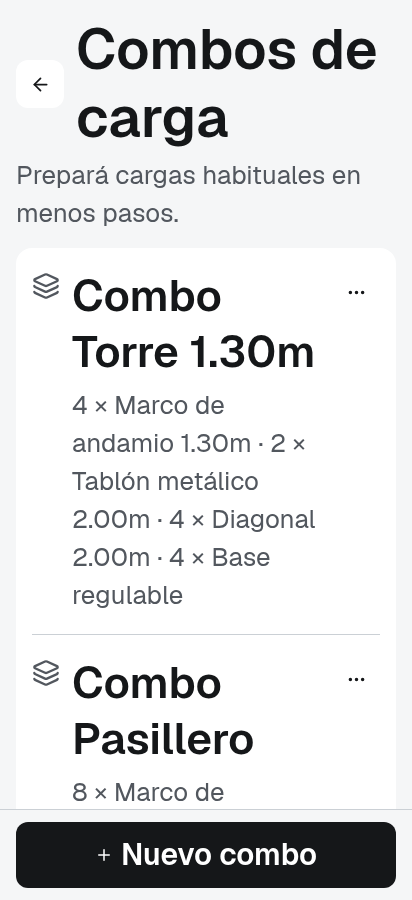 Combos de
carga
Prepará cargas habituales en
menos pasos.
Combo
Torre 1.30m
4 × Marco de
andamio 1.30m · 2 ×
Tablón metálico
2.00m · 4 × Diagonal
2.00m · 4 × Base
regulable
Combo
Pasillero
8 × Marco de
+ Nuevo combo